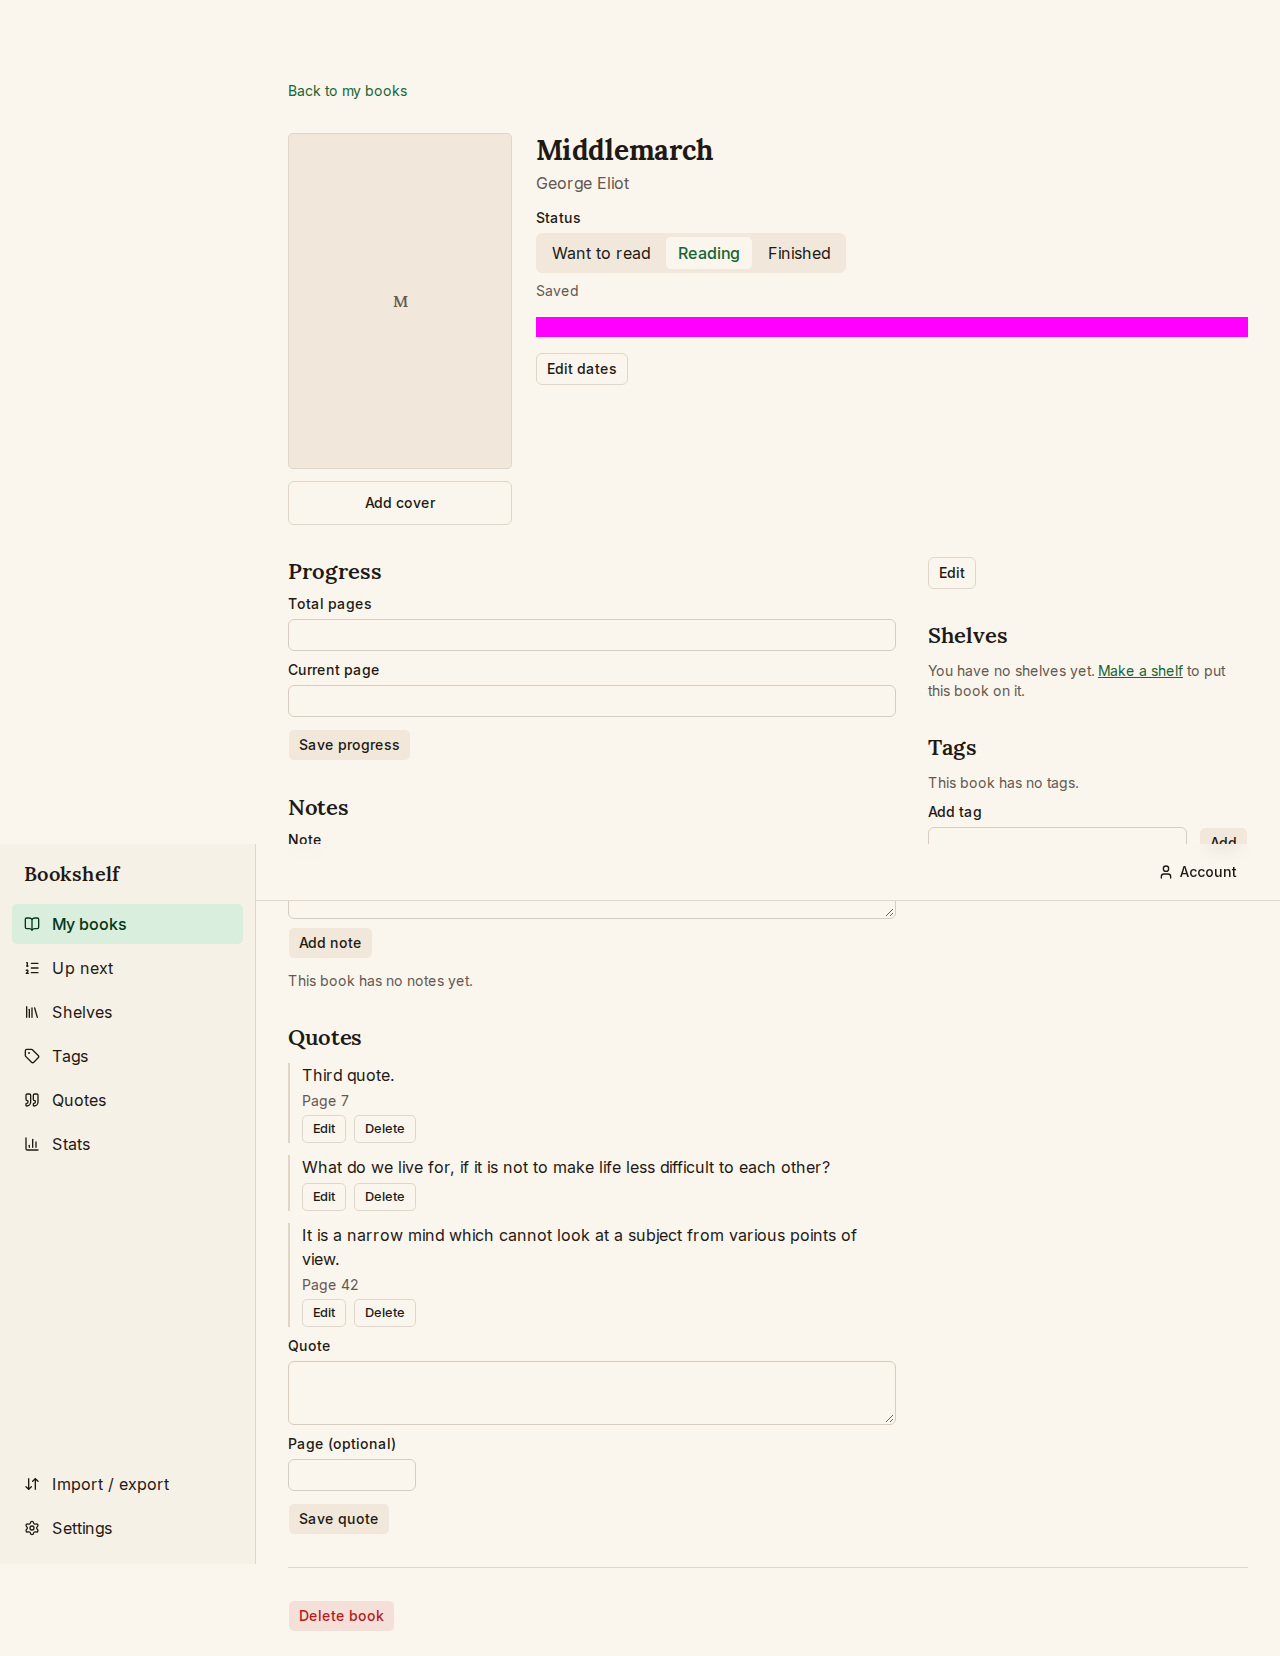 Back to my books
Middlemarch
George Eliot
Status
Want to read
Reading
Finished
Saved
Edit dates
M
Add cover
Progress
Total pages
Current page
Save progress
Notes
Note
Edit
Shelves
You have no shelves yet. Make a shelf to put
this book on it.
Tags
This book has no tags.
Add tag
Add
Bookshelf
My books
Up next
Shelves
Tags
Quotes
Stats
Import / export
Settings
Account
Add note
This book has no notes yet.
Quotes
Third quote.
Page 7
Edit
Delete
What do we live for, if it is not to make life less difficult to each other?
Edit
Delete
It is a narrow mind which cannot look at a subject from various points of
view.
Page 42
Edit
Delete
Quote
Page (optional)
Save quote
Delete book